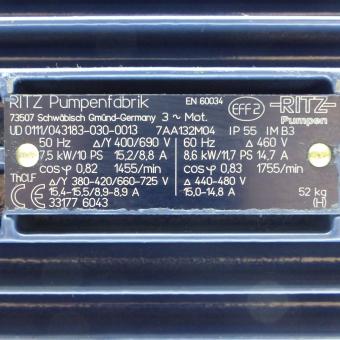 RITZ Pumpenfabrik EN 60034 EFF2 RITZ
73507 Schwäbisch Gmünd-Germany 3 ~ Mot. Pumpen
UD 0111/043183-030-0013 7AA132M04 IP 55 IM B3
50 Hz Δ/Y 400/690 V 60 Hz Δ 460 V
7,5 kW/10 PS 15,2/8,8 A 8,6 kW/11,7 PS 14,7 A
cosφ 0,82 1455/min cosφ 0,83 1755/min
Th.Cl.F Δ/Y 380-420/660-725 V Δ 440-480 V
15,4-15,5/8,9-8,9 A 15,0-14,8 A 52 kg
33177 6043 (H)